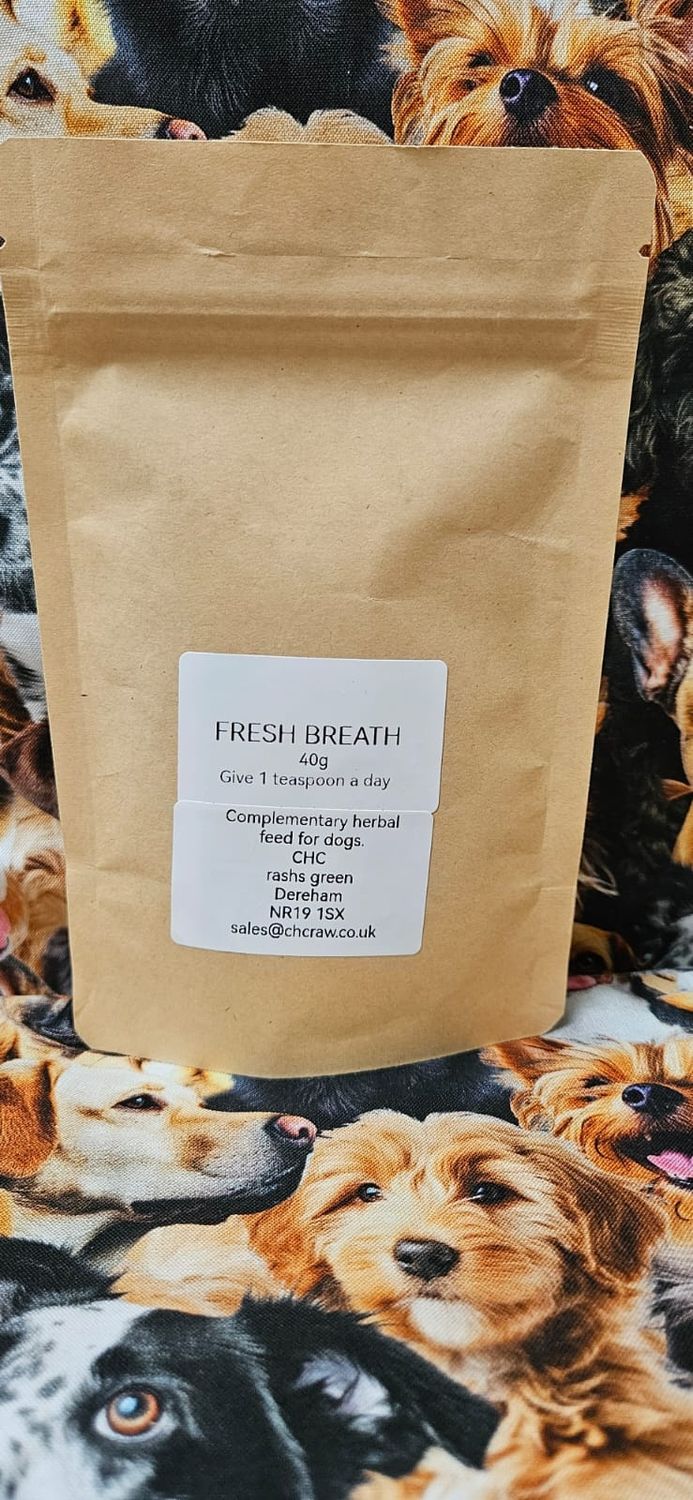 FRESH BREATH
40g
Give 1 teaspoon a day
Complementary herbal
feed for dogs.
CHC
rashs green
Dereham
NR19 1SX
sales@chcraw.co.uk